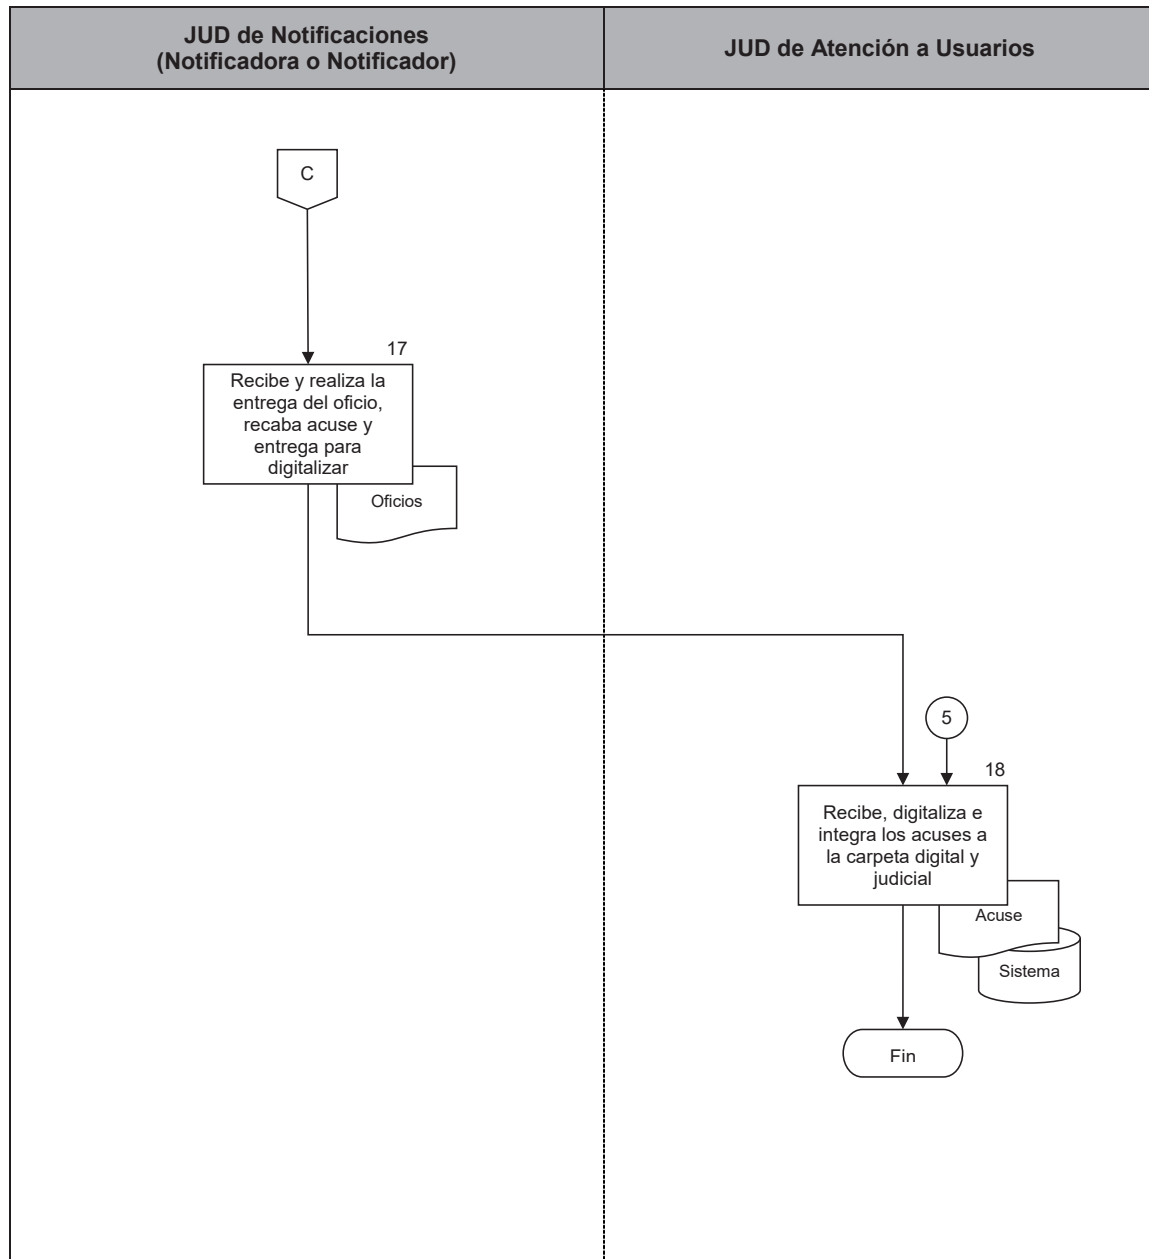 JUD de Notificaciones
(Notificadora o Notificador)
JUD de Atención a Usuarios
C
17
Recibe y realiza la
entrega del oficio,
recaba acuse y
entrega para
digitalizar
Oficios
5
18
Recibe, digitaliza e
integra los acuses a
la carpeta digital y
judicial
Acuse
Sistema
Fin